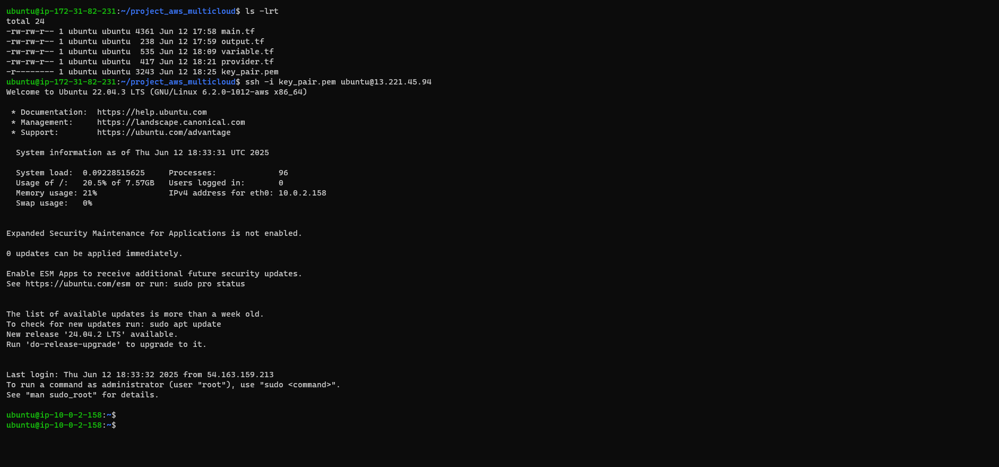 ubuntu@ip-172-31-82-231:~/project_aws_multicloud$ ls -lrt
total 24
-rw-rw-r-- 1 ubuntu ubuntu 4361 Jun 12 17:58 main.tf
-rw-rw-r-- 1 ubuntu ubuntu  238 Jun 12 17:59 output.tf
-rw-rw-r-- 1 ubuntu ubuntu  535 Jun 12 18:09 variable.tf
-rw-rw-r-- 1 ubuntu ubuntu  417 Jun 12 18:21 provider.tf
-r-------- 1 ubuntu ubuntu 3243 Jun 12 18:25 key_pair.pem
ubuntu@ip-172-31-82-231:~/project_aws_multicloud$ ssh -i key_pair.pem ubuntu@13.221.45.94
Welcome to Ubuntu 22.04.3 LTS (GNU/Linux 6.2.0-1012-aws x86_64)

 * Documentation:  https://help.ubuntu.com
 * Management:     https://landscape.canonical.com
 * Support:        https://ubuntu.com/advantage

  System information as of Thu Jun 12 18:33:31 UTC 2025

  System load:  0.09228515625     Processes:             96
  Usage of /:   20.5% of 7.57GB   Users logged in:       0
  Memory usage: 21%               IPv4 address for eth0: 10.0.2.158
  Swap usage:   0%

Expanded Security Maintenance for Applications is not enabled.

0 updates can be applied immediately.

Enable ESM Apps to receive additional future security updates.
See https://ubuntu.com/esm or run: sudo pro status

The list of available updates is more than a week old.
To check for new updates run: sudo apt update
New release '24.04.2 LTS' available.
Run 'do-release-upgrade' to upgrade to it.

Last login: Thu Jun 12 18:33:32 2025 from 54.163.159.213
To run a command as administrator (user "root"), use "sudo <command>".
See "man sudo_root" for details.

ubuntu@ip-10-0-2-158:~$
ubuntu@ip-10-0-2-158:~$